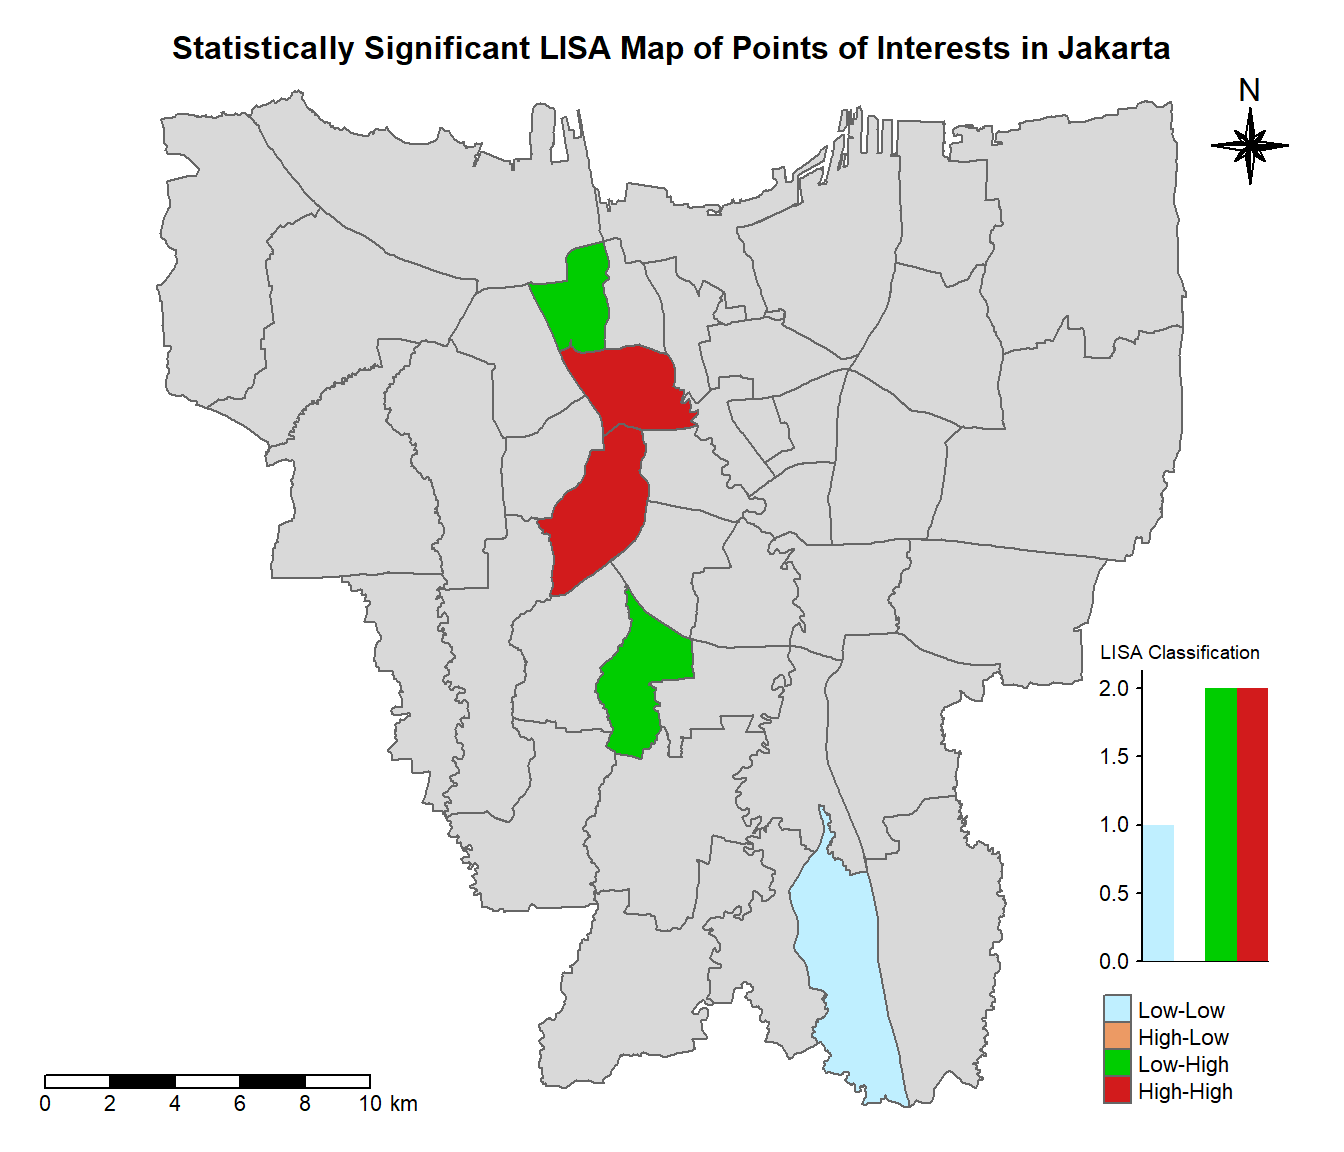 Statistically Significant LISA Map of Points of Interests in Jakarta
N
LISA Classification
2.0
1.5
1.0
0.5
0.0
Low-Low
High-Low
Low-High
High-High
0 2 4 6 8 10 km